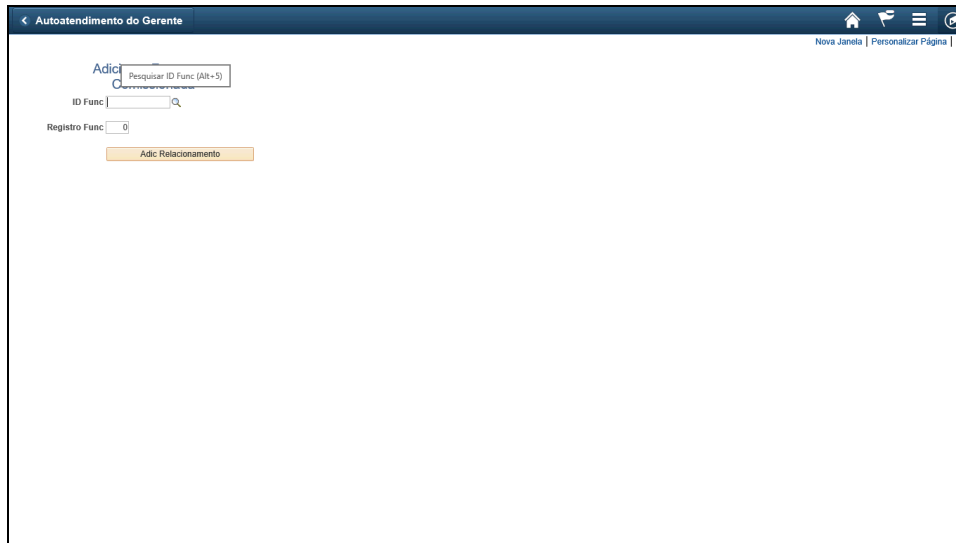 Autoatendimento do Gerente
Nova Janela | Personalizar Página |
Pesquisar ID Func (Alt+5)
ID Func
Registro Func 0
Adic Relacionamento